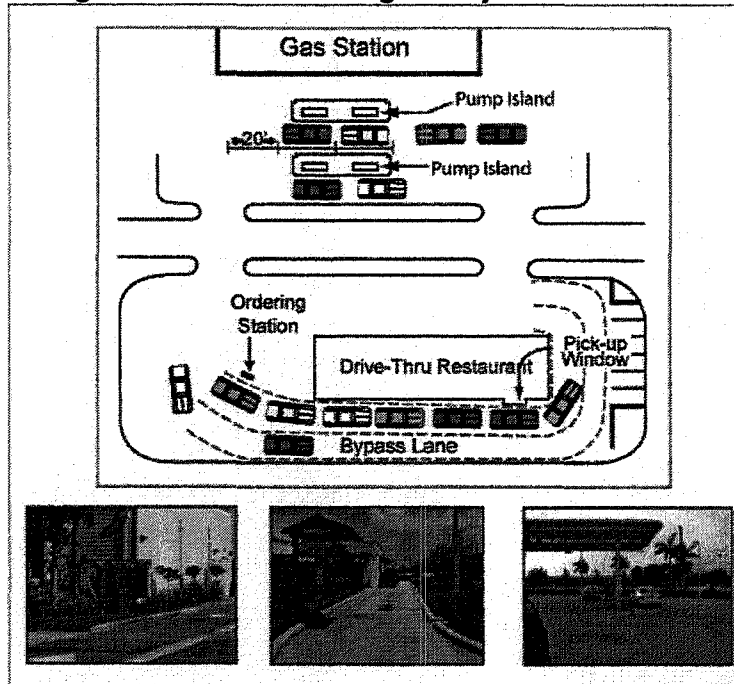 Gas Station
Pump Island
20'
Pump Island
Ordering
Station
Drive-Thru Restaurant
Pick-up
Window
Bypass Lane